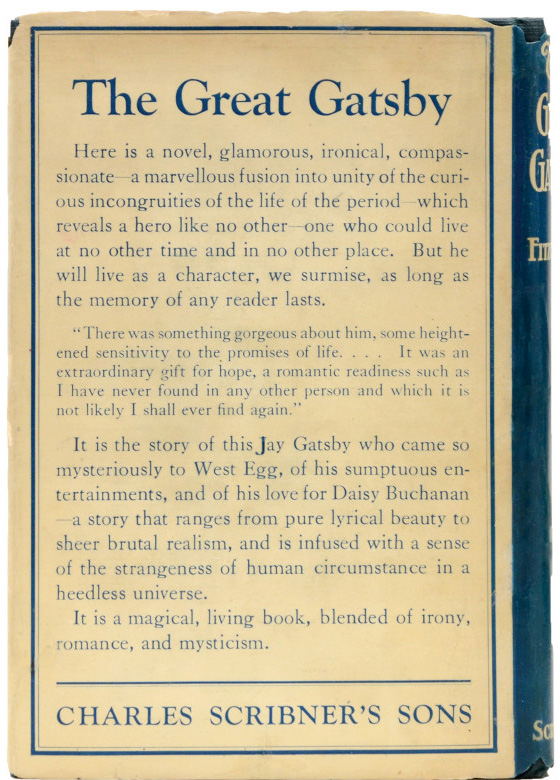 The Great Gatsby
Here is a novel, glamorous, ironical, compas-
sionate—a marvellous fusion into unity of the curi-
ous incongruities of the life of the period—which
reveals a hero like no other—one who could live
at no other time and in no other place. But he
will live as a character, we surmise, as long as
the memory of any reader lasts.
"There was something gorgeous about him, some height-
ened sensitivity to the promises of life. . . . It was an
extraordinary gift for hope, a romantic readiness such as
I have never found in any other person and which it is
not likely I shall ever find again."
It is the story of this Jay Gatsby who came so
mysteriously to West Egg, of his sumptuous en-
tertainments, and of his love for Daisy Buchanan
—a story that ranges from pure lyrical beauty to
sheer brutal realism, and is infused with a sense
of the strangeness of human circumstance in a
heedless universe.
It is a magical, living book, blended of irony,
romance, and mysticism.
CHARLES SCRIBNER'S SONS